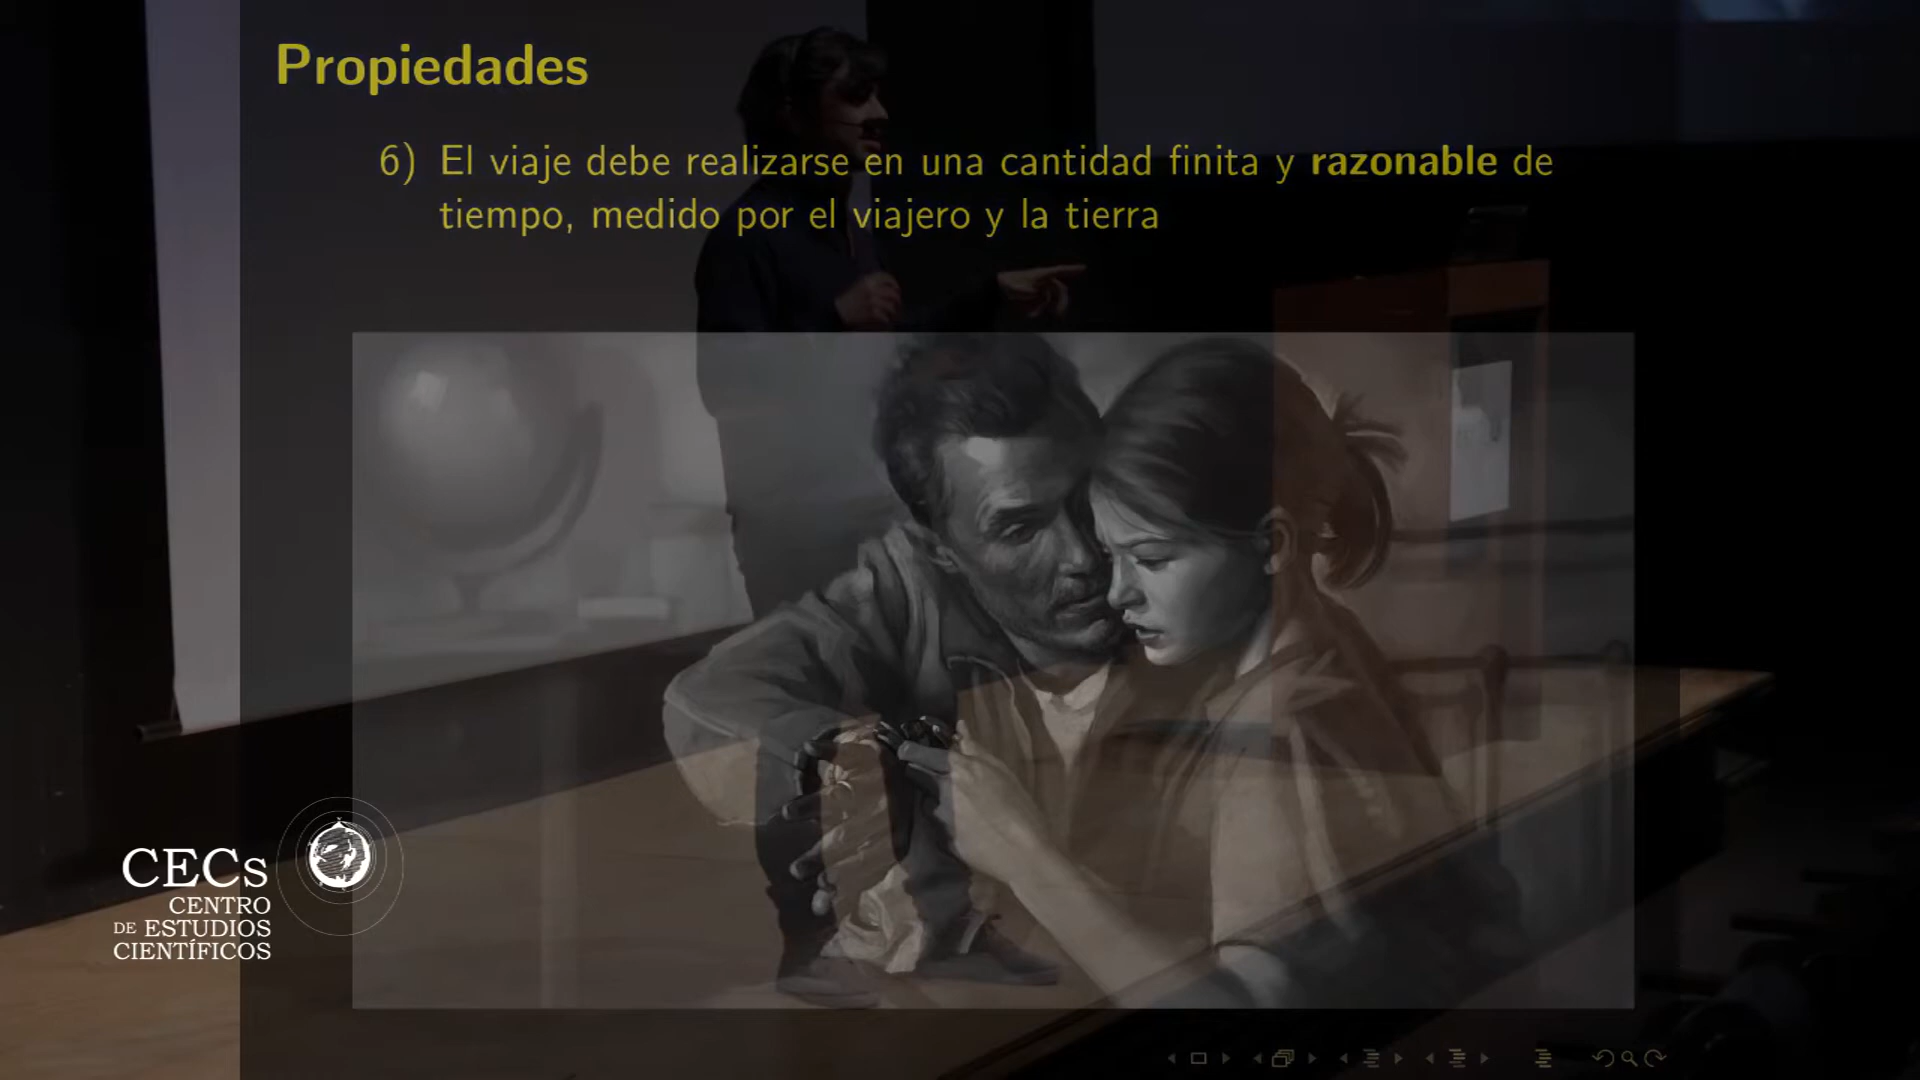 Propiedades
6) El viaje debe realizarse en una cantidad finita y razonable de
tiempo, medido por el viajero y la tierra
CECs
CENTRO
DE ESTUDIOS
CIENTÍFICOS